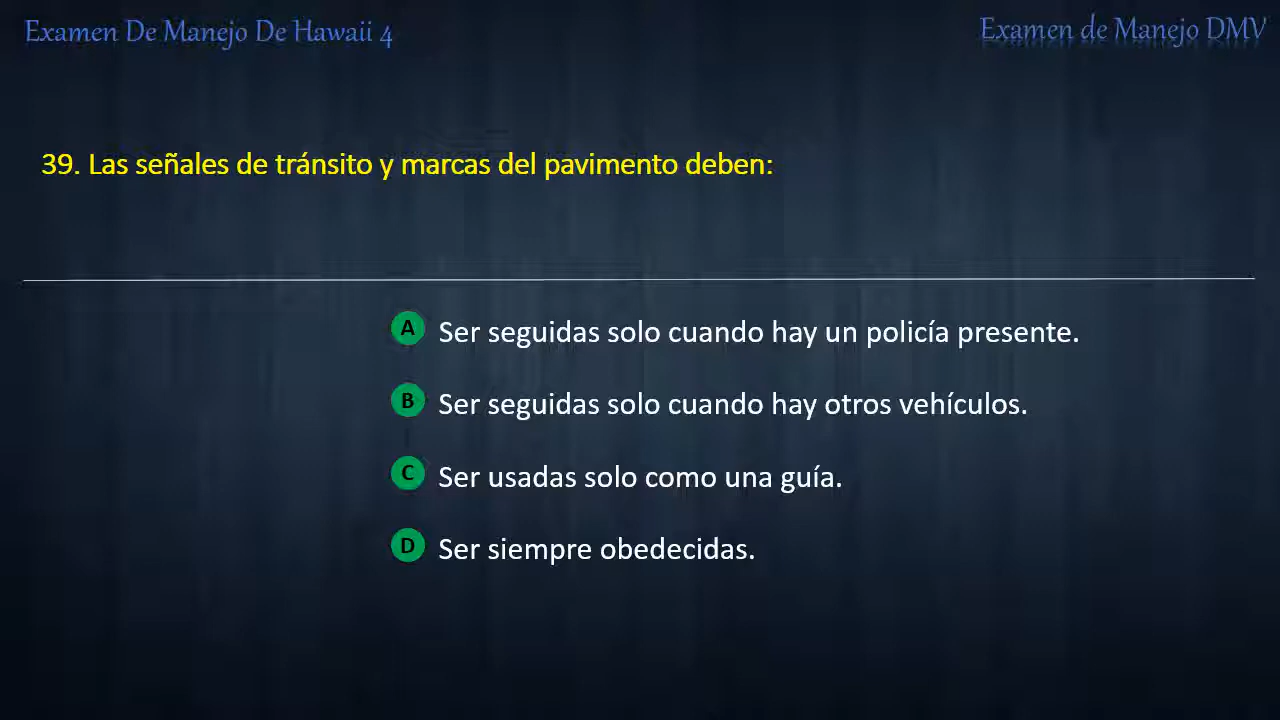 Examen De Manejo De Hawaii 4
Examen de Manejo DMV
39. Las señales de tránsito y marcas del pavimento deben:
A Ser seguidas solo cuando hay un policía presente.
B Ser seguidas solo cuando hay otros vehículos.
C Ser usadas solo como una guía.
D Ser siempre obedecidas.